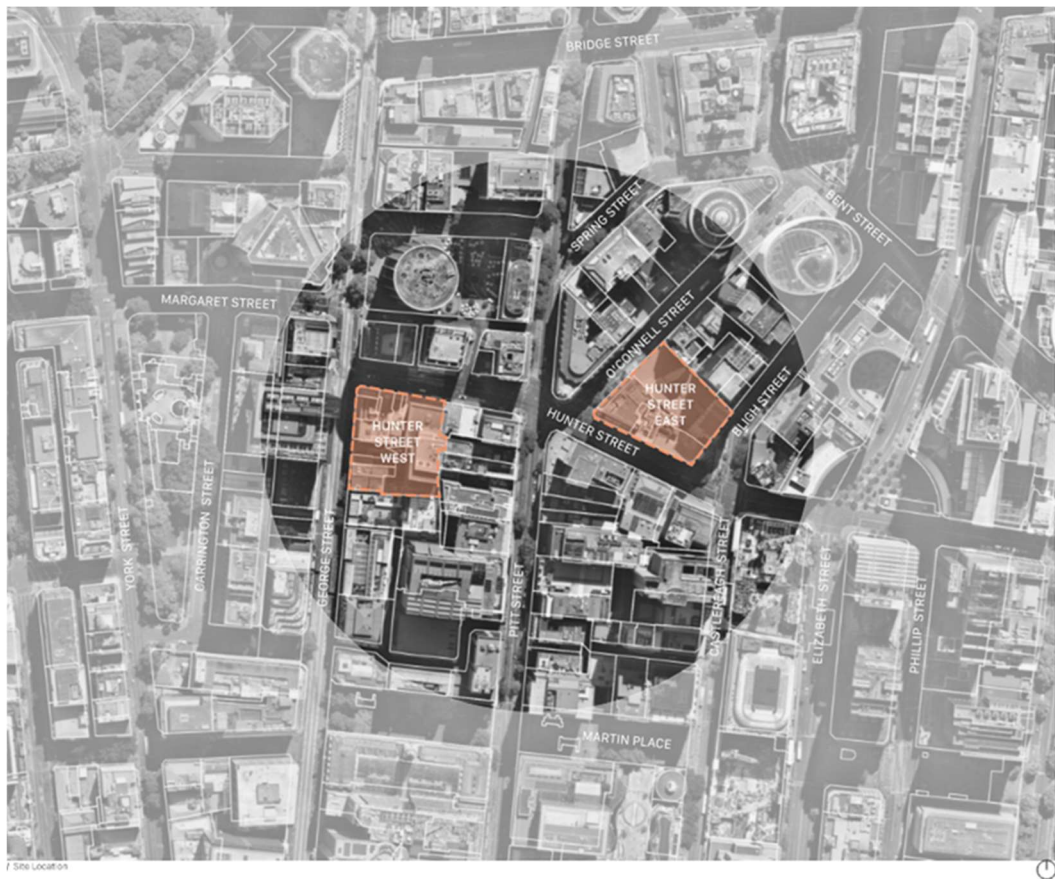 BRIDGE STREET
SPRING STREET
BENT STREET
MARGARET STREET
O'CONNELL STREET
HUNTER
STREET
EAST
HUNTER STREET
BLIGH STREET
HUNTER
STREET
WEST
YORK STREET
CARRINGTON STREET
GEORGE STREET
PITT STREET
CASTLEREAGH STREET
ELIZABETH STREET
PHILLIP STREET
MARTIN PLACE
/ Site Location